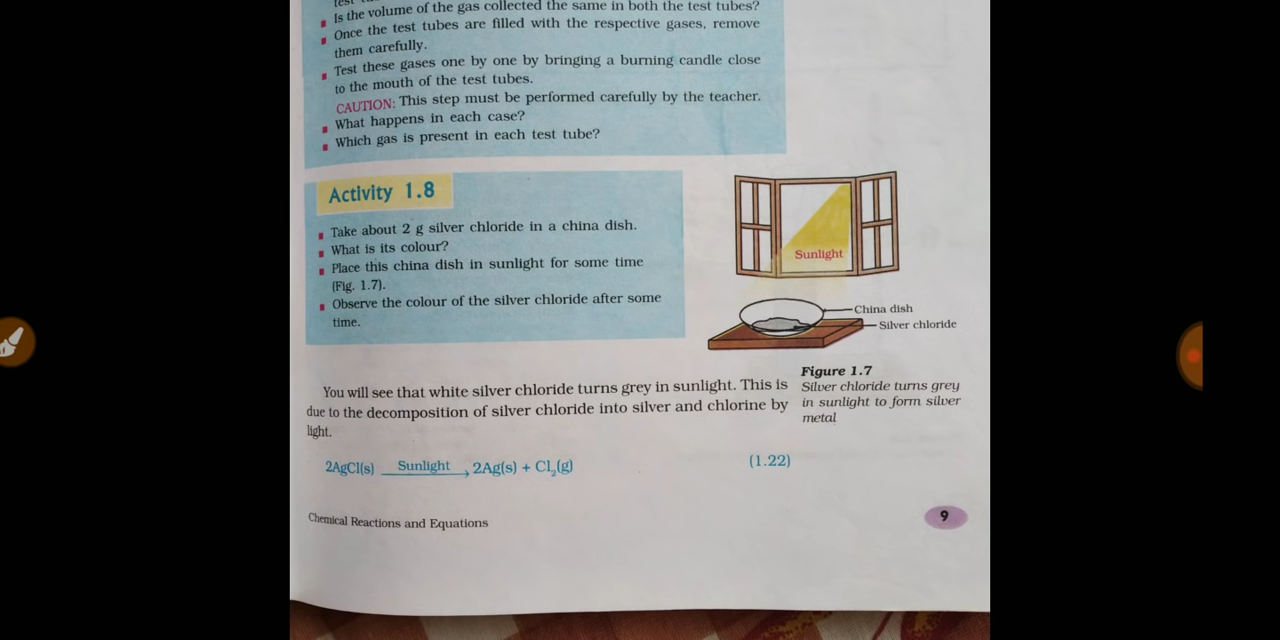 Is the volume of the gas collected the same in both the test tubes?
Once the test tubes are filled with the respective gases, remove
them carefully.
Test these gases one by one by bringing a burning candle close
to the mouth of the test tubes.
CAUTION: This step must be performed carefully by the teacher.
What happens in each case?
Which gas is present in each test tube?
Activity 1.8
Take about 2 g silver chloride in a china dish.
What is its colour?
Place this china dish in sunlight for some time
(Fig. 1.7).
Observe the colour of the silver chloride after some
time.
Sunlight
China dish
Silver chloride
Figure 1.7
Silver chloride turns grey
in sunlight to form silver
metal
You will see that white silver chloride turns grey in sunlight. This is
due to the decomposition of silver chloride into silver and chlorine by
light.
2AgCl(s) Sunlight→ 2Ag(s) + Cl₂(g) (1.22)
Chemical Reactions and Equations
9